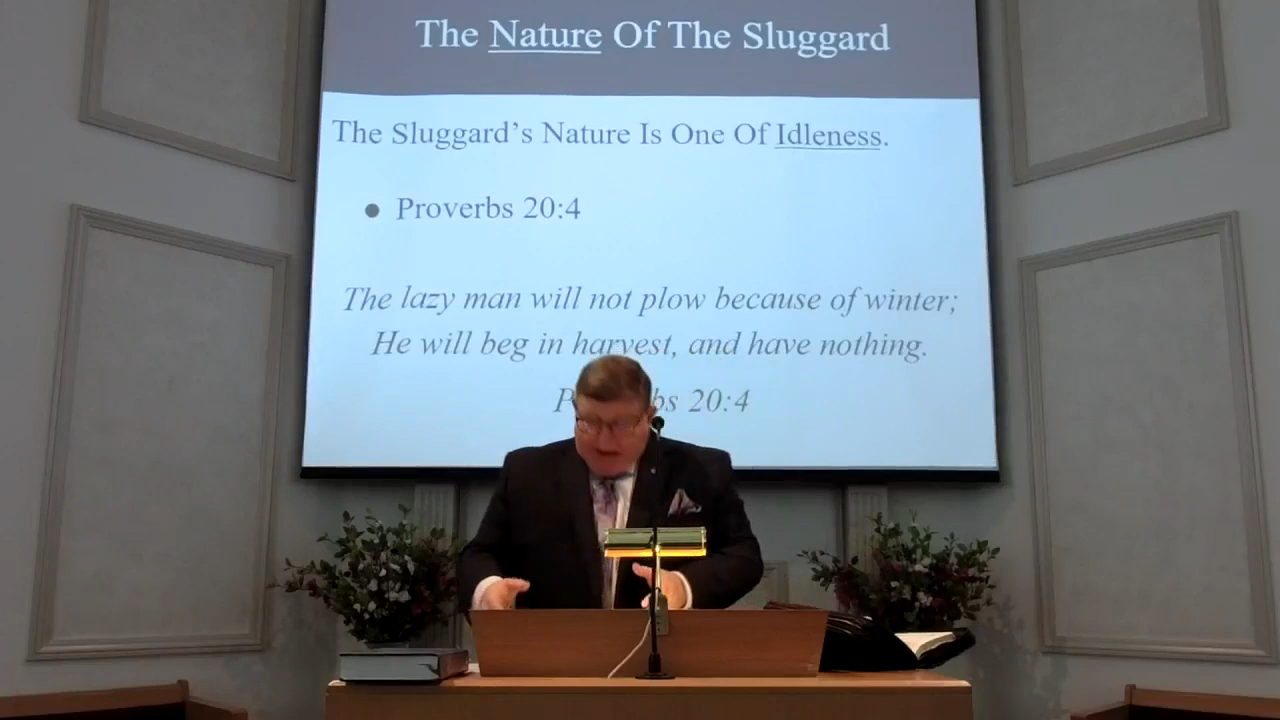 The Nature Of The Sluggard
The Sluggard's Nature Is One Of Idleness.
● Proverbs 20:4
The lazy man will not plow because of winter;
He will beg in harvest, and have nothing.
20:4